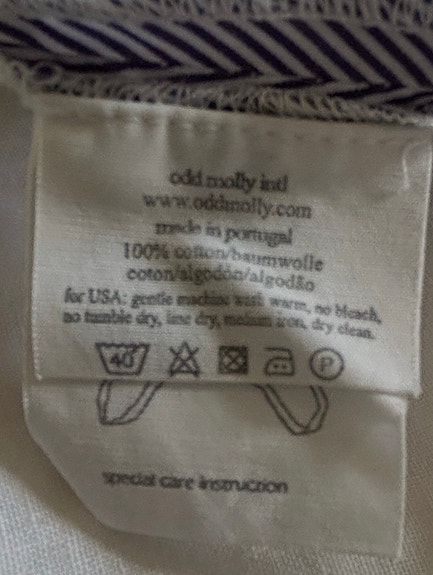 odd molly intl
www.oddmolly.com
made in portugal
100% cotton/baumwolle
coton/algodón/algodão
for USA: gentle machine wash warm, no bleach,
no tumble dry, line dry, medium iron, dry clean.
40 P
special care instruction